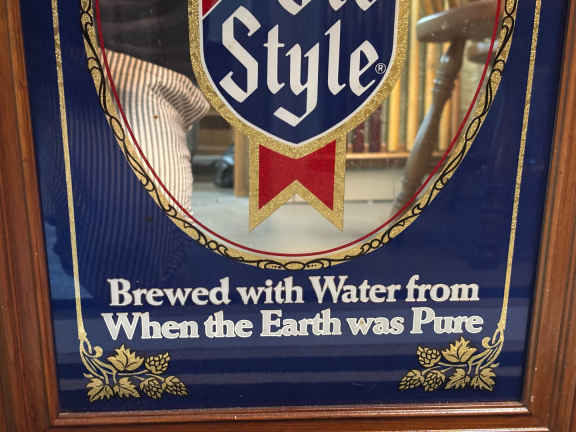 Style®
Brewed with Water from
When the Earth was Pure